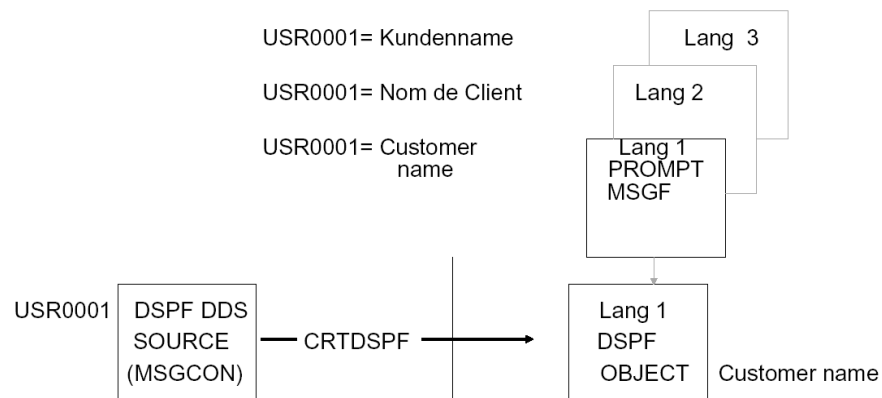 USR0001= Kundenname
Lang 3
USR0001= Nom de Client
Lang 2
USR0001= Customer
name
Lang 1
PROMPT
MSGF
USR0001
DSPF DDS
SOURCE
(MSGCON)
CRTDSPF
Lang 1
DSPF
OBJECT
Customer name